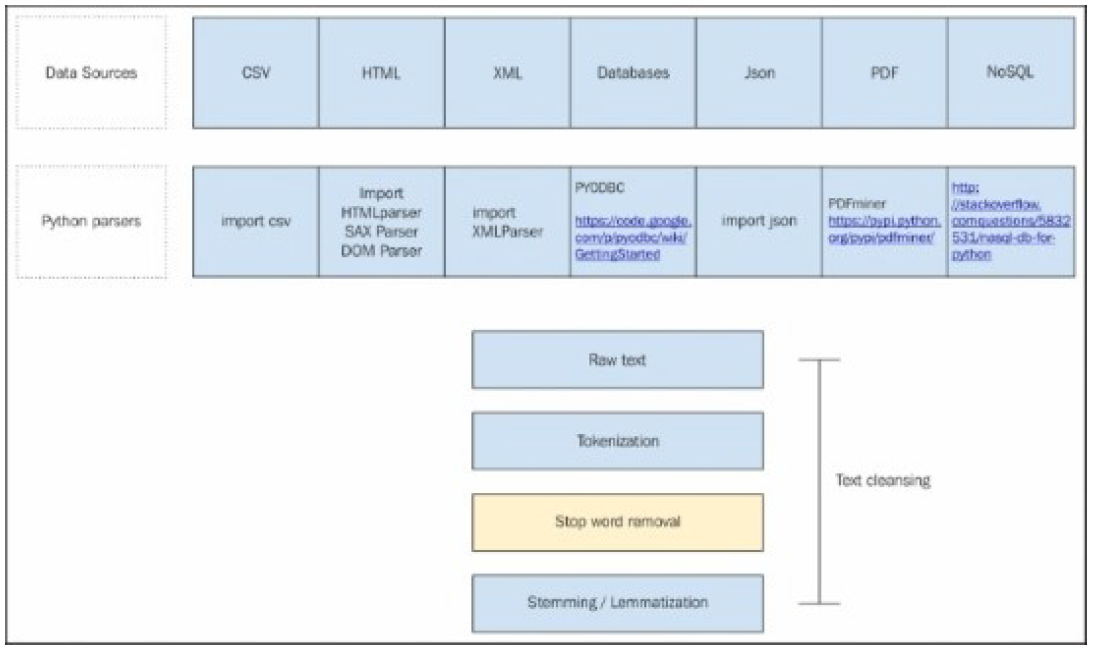 Data Sources
CSV
HTML
XML
Databases
Json
PDF
NoSQL
Python parsers
import csv
Import
HTMLparser
SAX Parser
DOM Parser
import
XMLParser
PYODBC
https://code.google.
com/p/pyodbc/wiki/
GettingStarted
import json
PDFminer
https://pypi.python.
org/pypi/pdfminer/
http:
//stackoverflow.
comquestions/5832
531/nosql-db-for-
python
Raw text
Tokenization
Stop word removal
Stemming / Lemmatization
Text cleansing